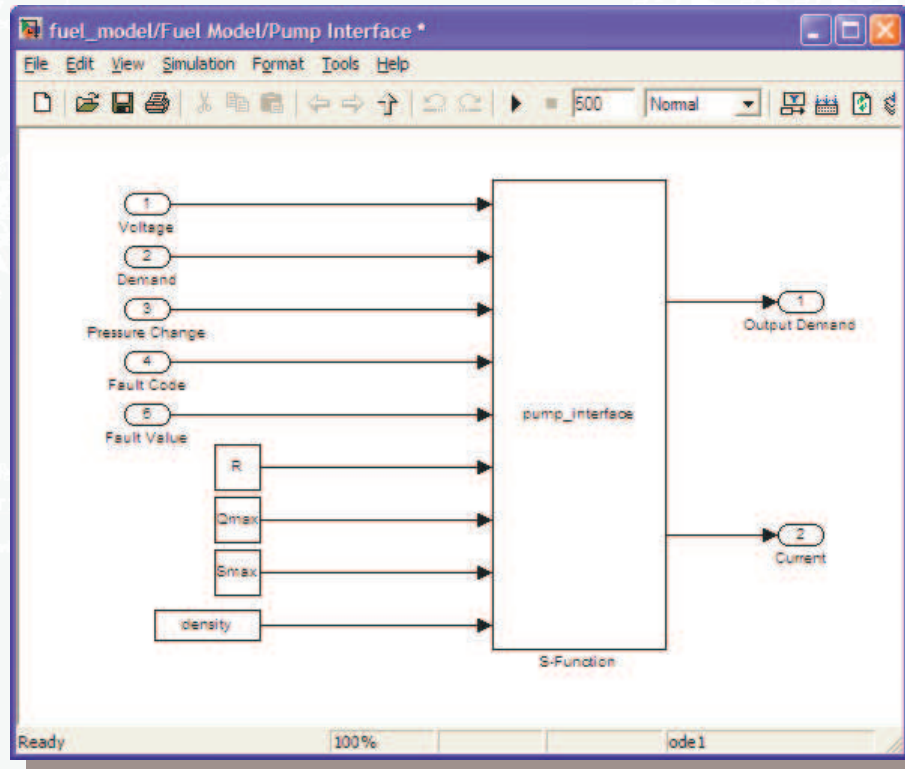 fuel_model/Fuel Model/Pump Interface *
File Edit View Simulation Format Tools Help
500 Normal
1
Voltage
2
Demand
3
Pressure Change
4
Fault Code
5
Fault Value
R
Qmax
Smax
density
pump_interface
S-Function
1
Output Demand
2
Current
Ready 100% ode1